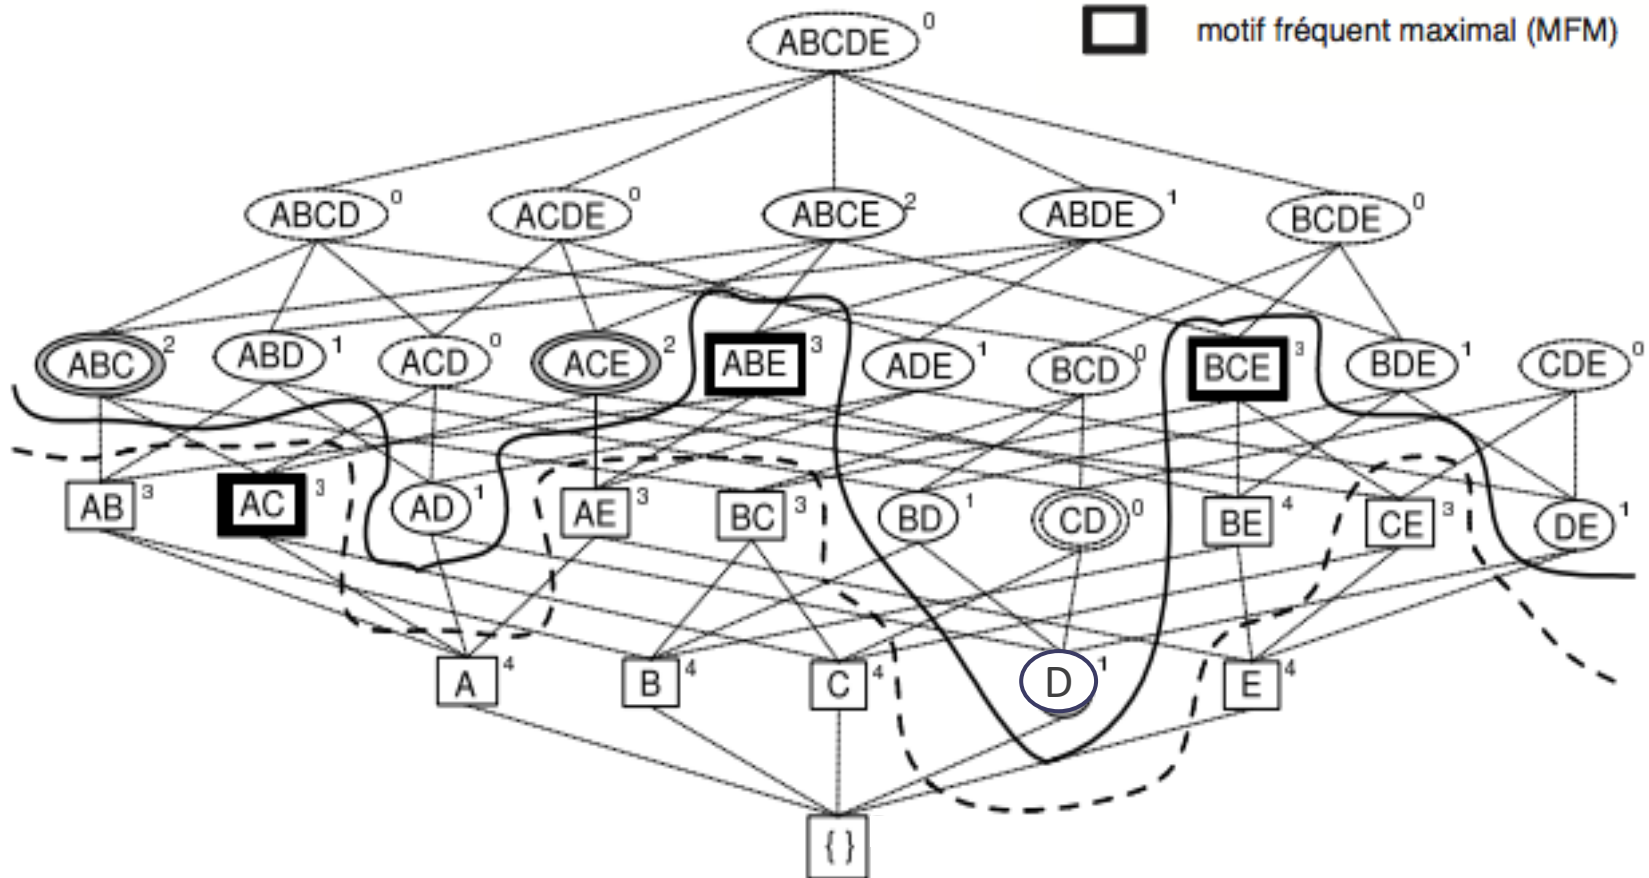 motif fréquent maximal (MFM)
ABCDE 0
ABCD 0 ACDE 0 ABCE 2 ABDE 1 BCDE 0
ABC 2 ABD 1 ACD 0 ACE 2 ABE 3 ADE 1 BCD 0 BCE 3 BDE 1 CDE 0
AB 3 AC 3 AD 1 AE 3 BC 3 BD 1 CD 0 BE 4 CE 3 DE 1
A 4 B 4 C 4 D 1 E 4
{ }